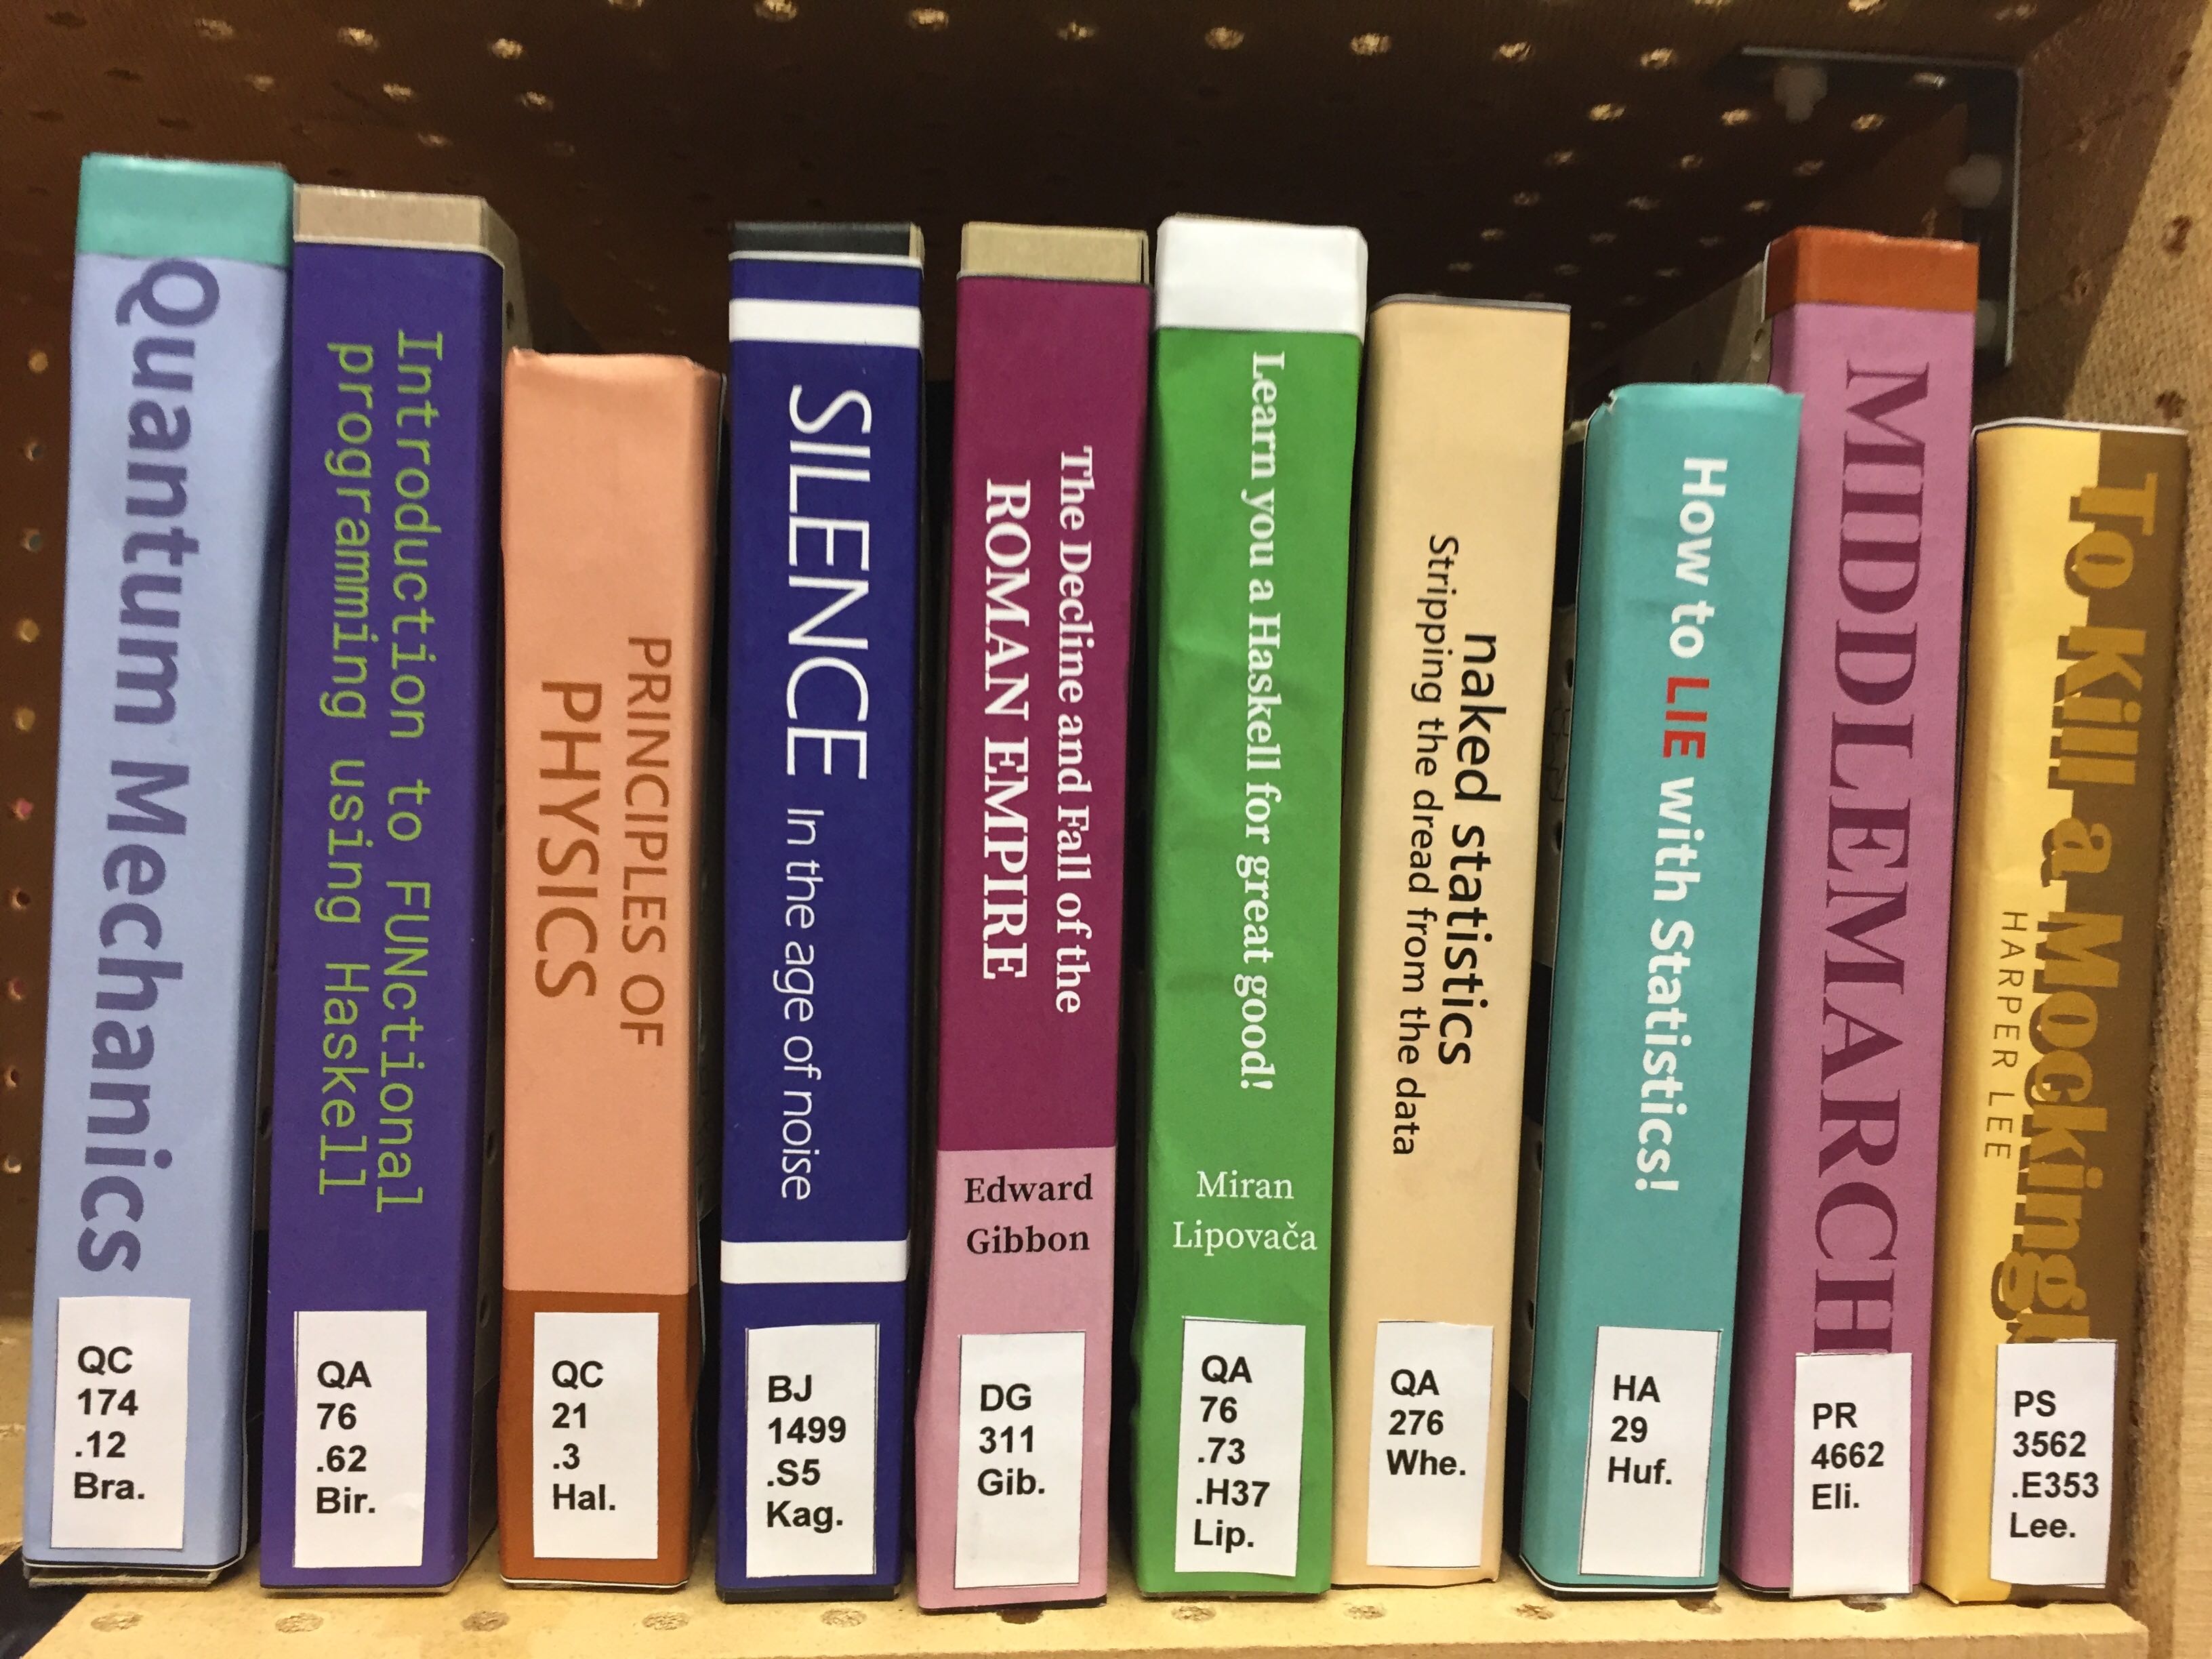 Quantum Mechanics
QC
174
.12
Bra.
Introduction to FUNctional
programming using Haskell
QA
76
.62
Bir.
PRINCIPLES OF
PHYSICS
QC
21
.3
Hal.
SILENCE In the age of noise
BJ
1499
.S5
Kag.
The Decline and Fall of the
ROMAN EMPIRE
Edward
Gibbon
DG
311
Gib.
Learn you a Haskell for great good!
Miran
Lipovača
QA
76
.73
.H37
Lip.
naked statistics
Stripping the dread from the data
QA
276
Whe.
How to LIE with Statistics!
HA
29
Huf.
MIDDLEMARCH
PR
4662
Eli.
To Kill a Mocking
HARPER LEE
PS
3562
.E353
Lee.